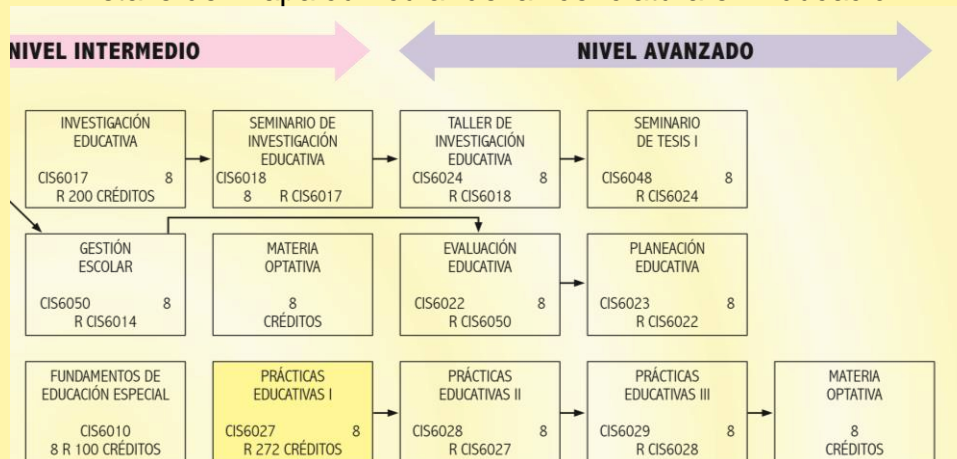 NIVEL INTERMEDIO
NIVEL AVANZADO
INVESTIGACIÓN
EDUCATIVA
CIS6017 8
R 200 CRÉDITOS
SEMINARIO DE
INVESTIGACIÓN
EDUCATIVA
CIS6018
8 R CIS6017
TALLER DE
INVESTIGACIÓN
EDUCATIVA
CIS6024 8
R CIS6018
SEMINARIO
DE TESIS I
CIS6048 8
R CIS6024
GESTIÓN
ESCOLAR
CIS6050 8
R CIS6014
MATERIA
OPTATIVA
8
CRÉDITOS
EVALUACIÓN
EDUCATIVA
CIS6022 8
R CIS6050
PLANEACIÓN
EDUCATIVA
CIS6023 8
R CIS6022
FUNDAMENTOS DE
EDUCACIÓN ESPECIAL
CIS6010
8 R 100 CRÉDITOS
PRÁCTICAS
EDUCATIVAS I
CIS6027 8
R 272 CRÉDITOS
PRÁCTICAS
EDUCATIVAS II
CIS6028 8
R CIS6027
PRÁCTICAS
EDUCATIVAS III
CIS6029 8
R CIS6028
MATERIA
OPTATIVA
8
CRÉDITOS